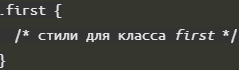 .first {
/* стили для класса first */
}